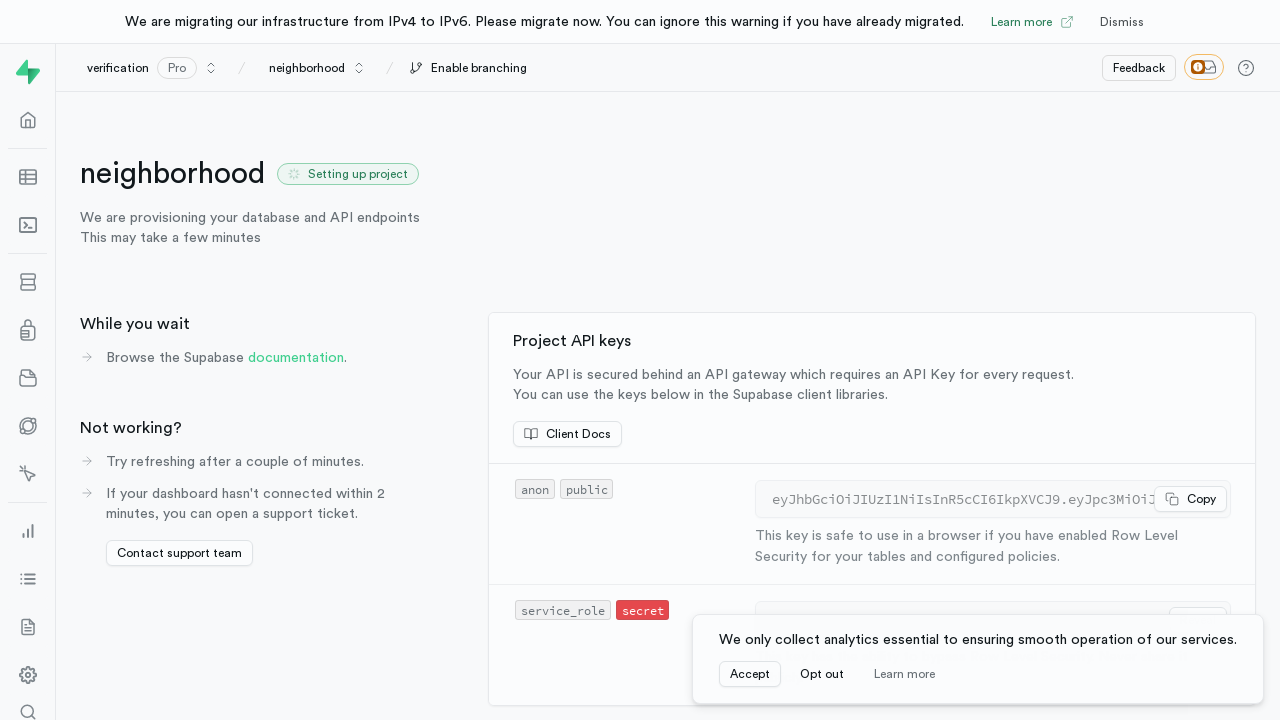 We are migrating our infrastructure from IPv4 to IPv6. Please migrate now. You can ignore this warning if you have already migrated. Learn more Dismiss
verification Pro / neighborhood / Enable branching Feedback
neighborhood Setting up project
We are provisioning your database and API endpoints
This may take a few minutes
While you wait
Browse the Supabase documentation.
Not working?
Try refreshing after a couple of minutes.
If your dashboard hasn't connected within 2
minutes, you can open a support ticket.
Contact support team
Project API keys
Your API is secured behind an API gateway which requires an API Key for every request.
You can use the keys below in the Supabase client libraries.
Client Docs
anon public eyJhbGciOiJIUzI1NiIsInR5cCI6IkpXVCJ9.eyJpc3MiOiJ Copy
This key is safe to use in a browser if you have enabled Row Level
Security for your tables and configured policies.
service_role secret
We only collect analytics essential to ensuring smooth operation of our services.
Accept Opt out Learn more